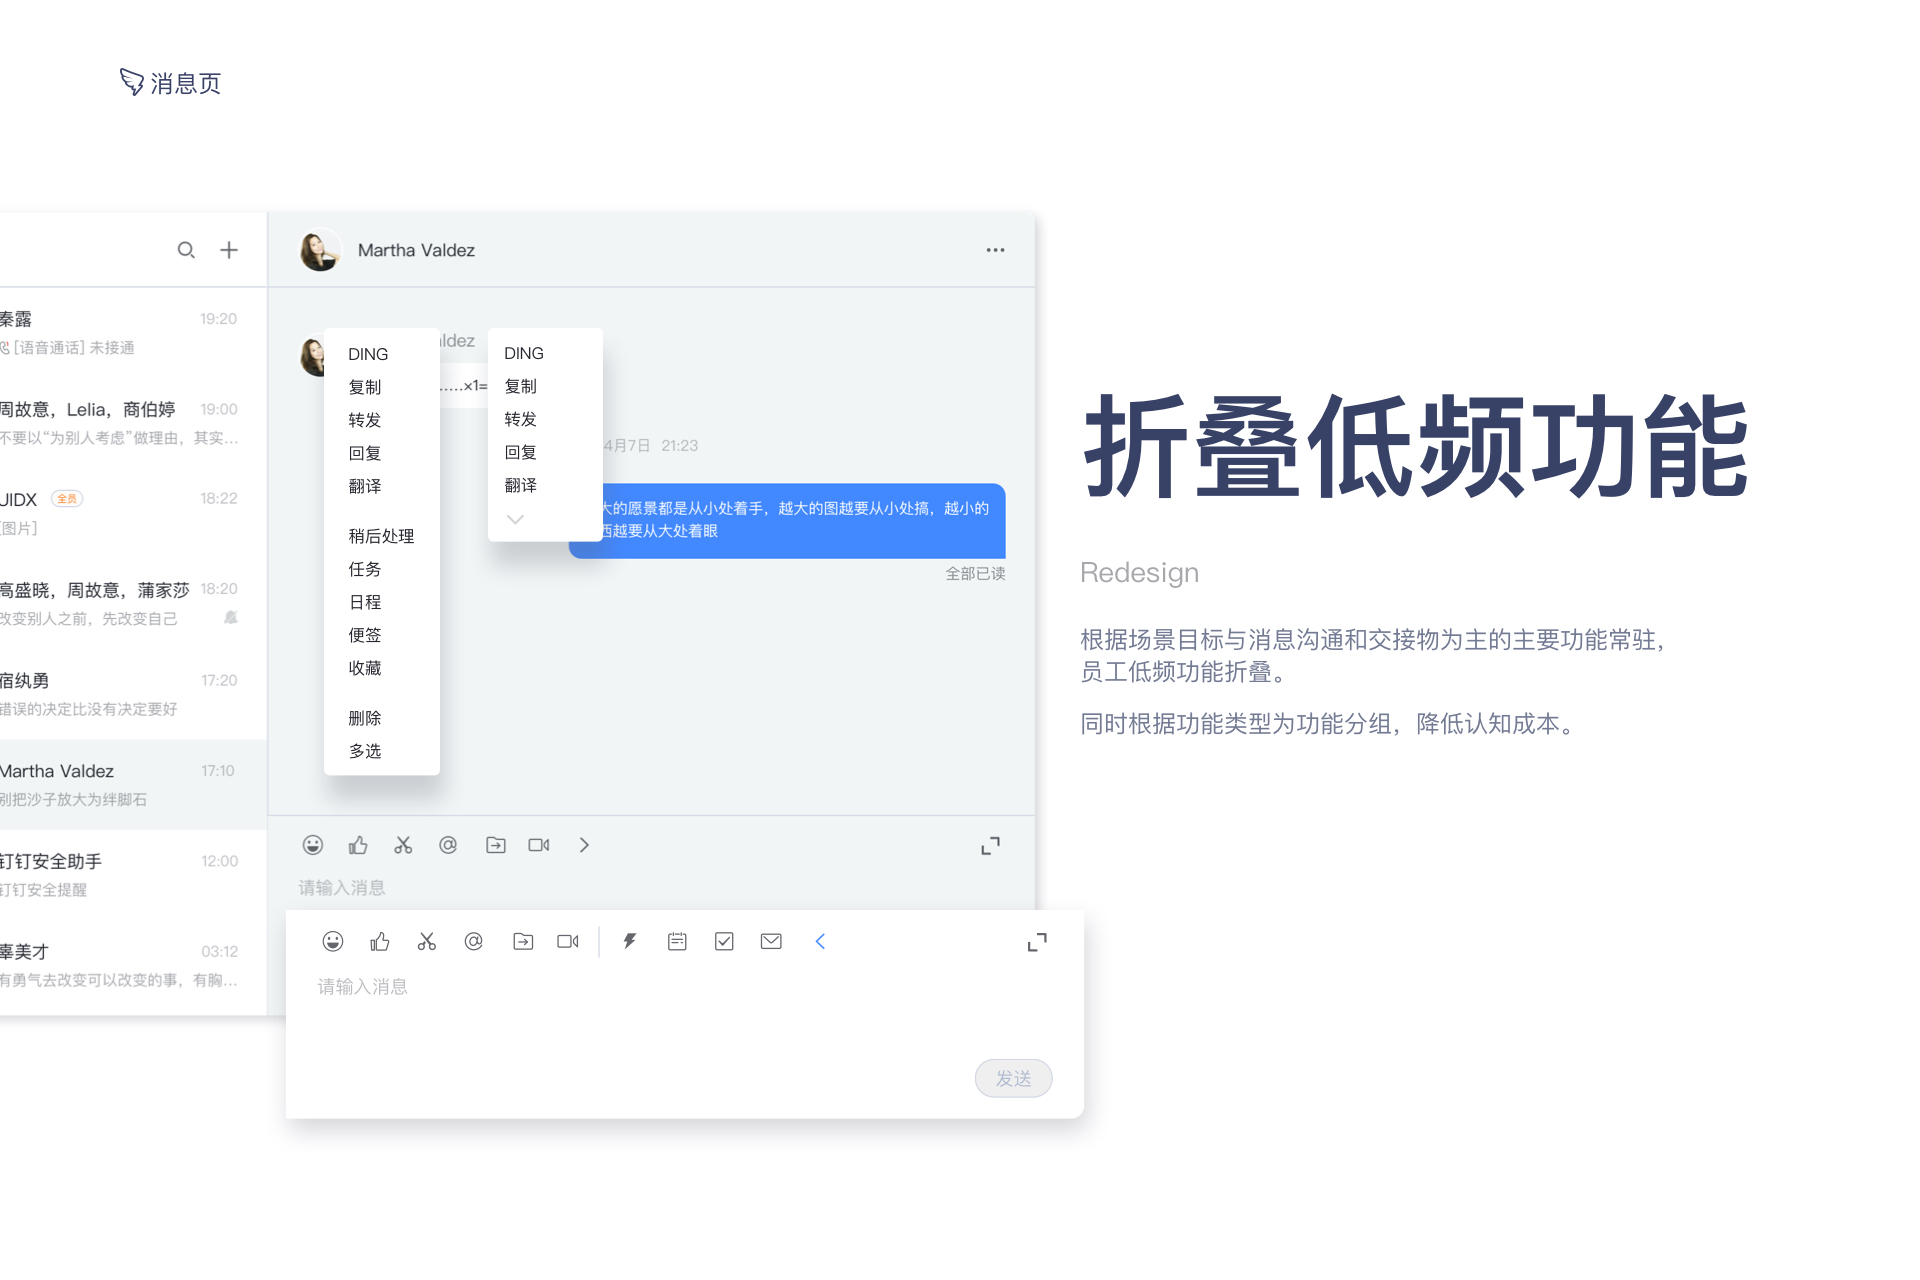 消息页
秦露 19:20
[语音通话] 未接通
周故意，Lelia，商伯婷 19:00
不要以“为别人考虑”做理由，其实...
UIDX 全员 18:22
[图片]
高盛晓，周故意，蒲家莎 18:20
改变别人之前，先改变自己
宿纨勇 17:20
错误的决定比没有决定要好
Martha Valdez 17:10
别把沙子放大为绊脚石
钉钉安全助手 12:00
钉钉安全提醒
辜美才 03:12
有勇气去改变可以改变的事，有胸...
Martha Valdez
ldez
.....×1=
4月7日 21:23
大的愿景都是从小处着手，越大的图越要从小处搞，越小的
西越要从大处着眼
全部已读
DING
复制
转发
回复
翻译
稍后处理
任务
日程
便签
收藏
删除
多选
DING
复制
转发
回复
翻译
请输入消息
请输入消息
发送
折叠低频功能
Redesign
根据场景目标与消息沟通和交接物为主的主要功能常驻，
员工低频功能折叠。
同时根据功能类型为功能分组，降低认知成本。